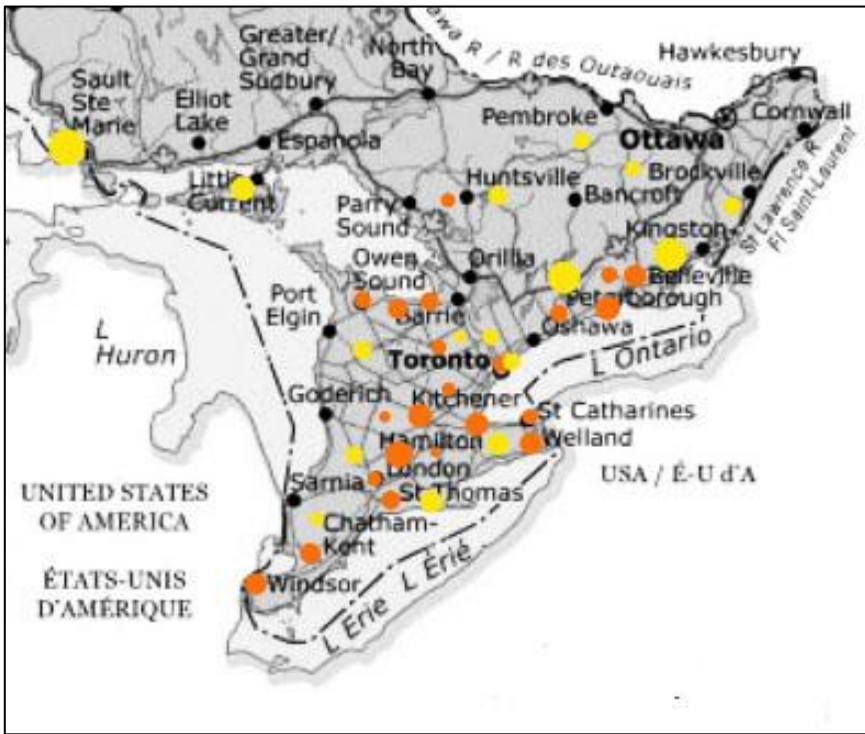 Greater/
Grand
Sudbury
North
Bay
awa R / R des Outaouais
Hawkesbury
Sault
Ste
Marie
Elliot
Lake
Espanola
Pembroke
Ottawa
Cornwall
Little
Current
Parry
Sound
Huntsville
Bancroft
Brockville
St Lawrence R
Fl Saint-Laurent
Kingston
Owen
Sound
Orillia
Belleville
Peterborough
Port
Elgin
Barrie
Oshawa
L
Huron
Toronto
L Ontario
Goderich
Kitchener
St Catharines
Hamilton
Welland
London
Sarnia
St Thomas
USA / É-U d'A
UNITED STATES
OF AMERICA
Chatham-
Kent
ÉTATS-UNIS
D'AMÉRIQUE
Windsor
L Erie
L Érié